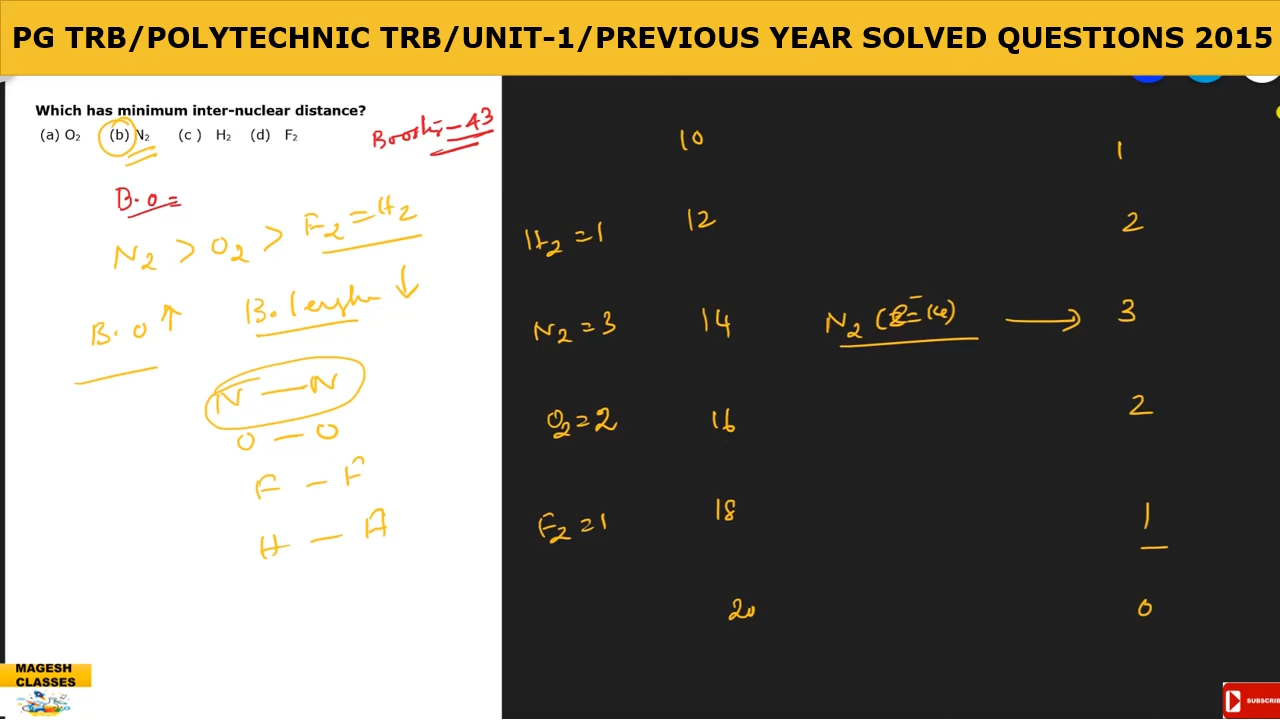 PG TRB/POLYTECHNIC TRB/UNIT-1/PREVIOUS YEAR SOLVED QUESTIONS 2015
Which has minimum inter-nuclear distance?
(a) O₂ (b) N₂ (c ) H₂ (d) F₂
- 43
B.O =
N₂ > O₂ > F₂ = H₂
B.O ↑ B. length ↓
N — N
O — O
F — F
H — H
10 1
H₂ = 1 12 2
N₂ = 3 14 N₂ → 3
O₂ = 2 16 2
F₂ = 1 18 1
20 0
MAGESH
CLASSES
SUBSCRIB